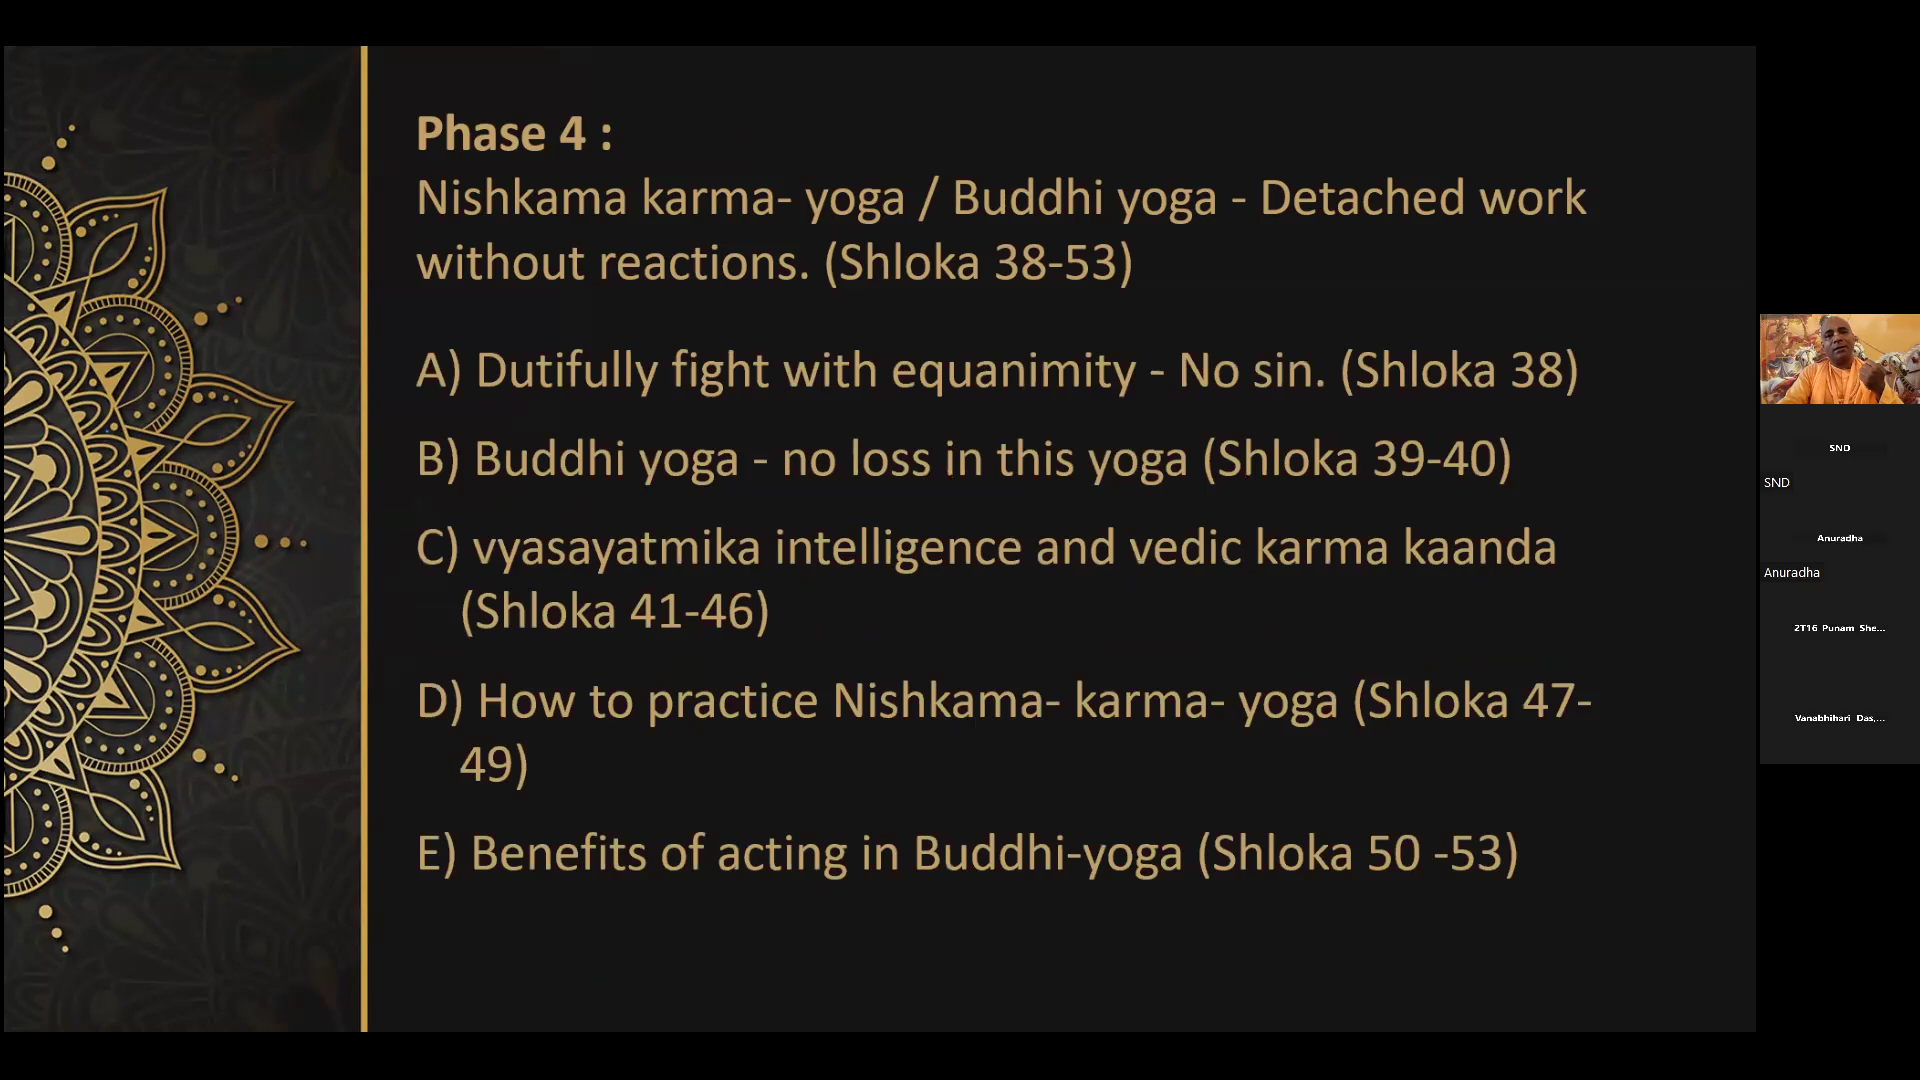 Phase 4 :
Nishkama karma- yoga / Buddhi yoga - Detached work
without reactions. (Shloka 38-53)
A) Dutifully fight with equanimity - No sin. (Shloka 38)
B) Buddhi yoga - no loss in this yoga (Shloka 39-40)
C) vyasayatmika intelligence and vedic karma kaanda
(Shloka 41-46)
D) How to practice Nishkama- karma- yoga (Shloka 47-
49)
E) Benefits of acting in Buddhi-yoga (Shloka 50 -53)
SND
SND
Anuradha
Anuradha
2T16 Punam She...
Vanabhihari Das,...